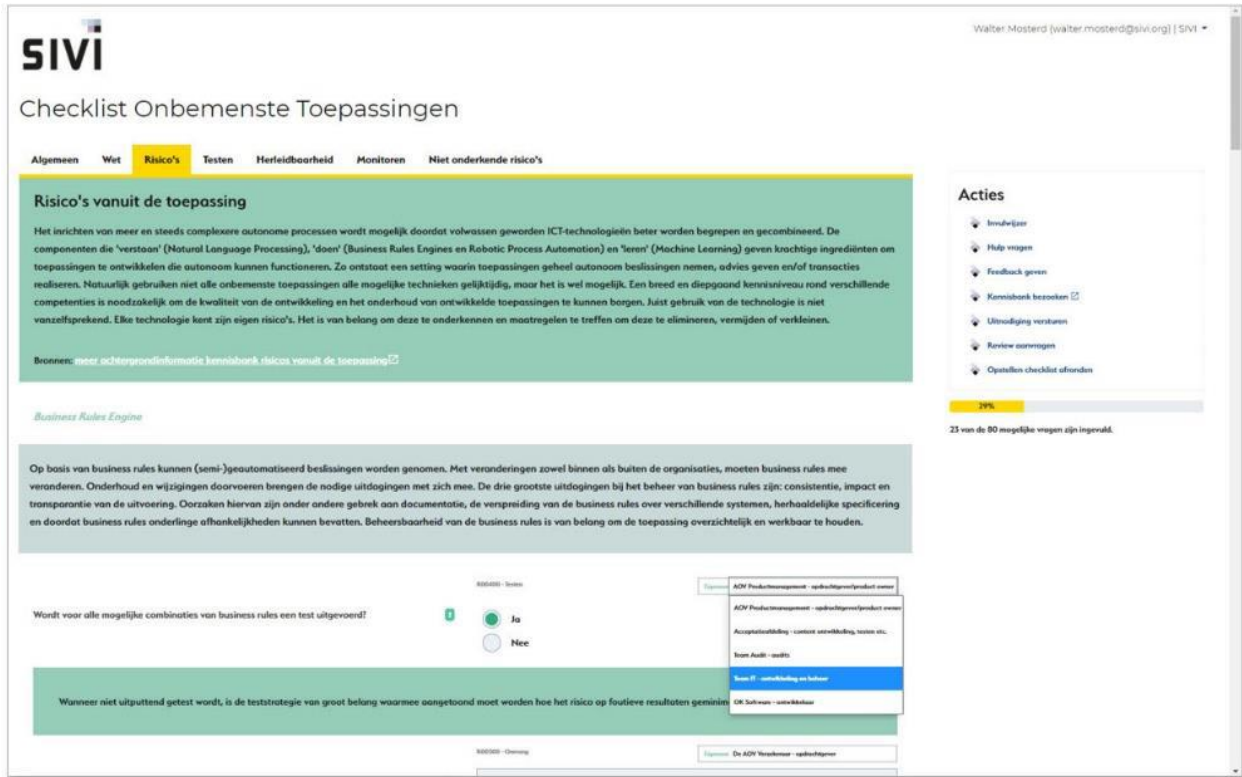 Walter Mosterd (walter.mosterd@sivi.org) | SIVI
SIVI
Checklist Onbemenste Toepassingen
Algemeen Wet Risico's Testen Herleidbaarheid Monitoren Niet onderkende risico's
Risico's vanuit de toepassing
Het inrichten van meer en steeds complexere autonome processen wordt mogelijk doordat volwassen geworden ICT-technologieën beter worden begrepen en gecombineerd. De
componenten die 'verstaan' (Natural Language Processing), 'doen' (Business Rules Engines en Robotic Process Automation) en 'leren' (Machine Learning) geven krachtige ingrediënten om
toepassingen te ontwikkelen die autonoom kunnen functioneren. Zo ontstaat een setting waarin toepassingen geheel autonoom beslissingen nemen, advies geven en/of transacties
realiseren. Natuurlijk gebruiken niet alle onbemenste toepassingen alle mogelijke technieken gelijktijdig, maar het is wel mogelijk. Een breed en diepgaand kennisniveau rond verschillende
competenties is noodzakelijk om de kwaliteit van de ontwikkeling en het onderhoud van ontwikkelde toepassingen te kunnen borgen. Juist gebruik van de technologie is niet
vanzelfsprekend. Elke technologie kent zijn eigen risico's. Het is van belang om deze te onderkennen en maatregelen te treffen om deze te elimineren, vermijden of verkleinen.
Bronnen: meer achtergrondinformatie kennisbank risicos vanuit de toepassing
Acties
Invulwijzer
Hulp vragen
Feedback geven
Kennisbank bezoeken
Uitnodiging versturen
Review aanvragen
Opstellen checklist afronden
29%
23 van de 80 mogelijke vragen zijn ingevuld.
Business Rules Engine
Op basis van business rules kunnen (semi-)geautomatiseerd beslissingen worden genomen. Met veranderingen zowel binnen als buiten de organisaties, moeten business rules mee
veranderen. Onderhoud en wijzigingen doorvoeren brengen de nodige uitdagingen met zich mee. De drie grootste uitdagingen bij het beheer van business rules zijn: consistentie, impact en
transparantie van de uitvoering. Oorzaken hiervan zijn onder andere gebrek aan documentatie, de verspreiding van de business rules over verschillende systemen, herhaaldelijke specificering
en doordat business rules onderlinge afhankelijkheden kunnen bevatten. Beheersbaarheid van de business rules is van belang om de toepassing overzichtelijk en werkbaar te houden.
Testen
Eigenaar AOV Productmanagement - opdrachtgever/product owner
Wordt voor alle mogelijke combinaties van business rules een test uitgevoerd?
Ja
Nee
AOV Productmanagement - opdrachtgever/product owner
Acceptatieafdeling - content ontwikkeling, testen etc.
Team Audit - audits
Team IT - ontwikkeling en beheer
OK Software - ontwikkelaar
Wanneer niet uitputtend getest wordt, is de teststrategie van groot belang waarmee aangetoond moet worden hoe het risico op foutieve resultaten geminim
Omvang
Eigenaar De AOV Verzekeraar - opdrachtgever